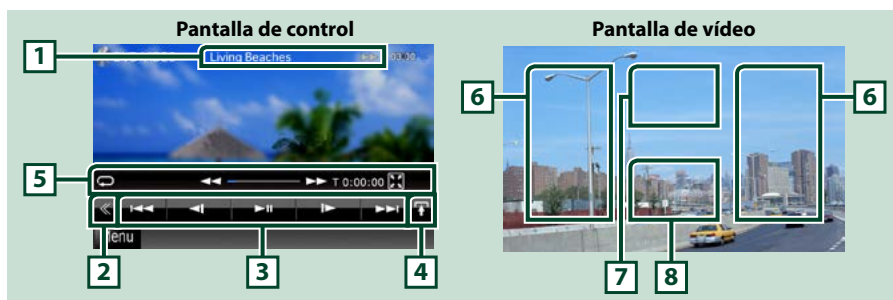 Pantalla de control
Pantalla de vídeo
1
Living Beaches
6
6
5
T 0:00:00
Menu
2
3
4
7
8